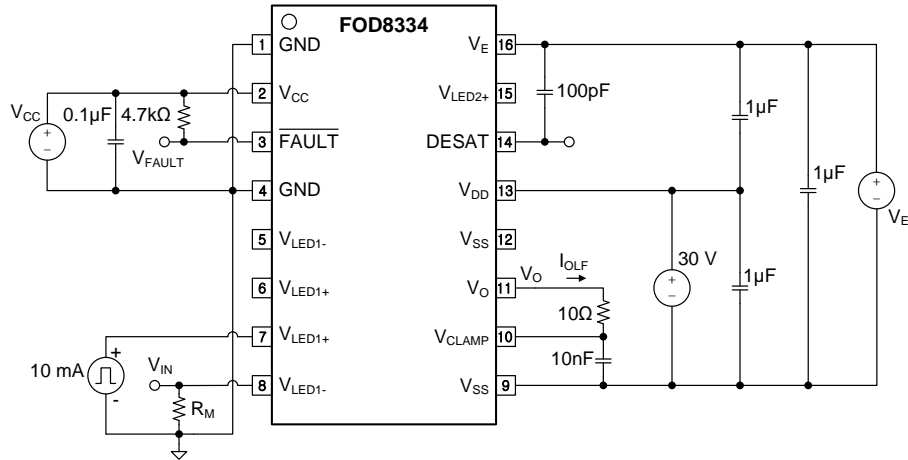 FOD8334
1 GND
2 VCC
3 FAULT
4 GND
5 VLED1-
6 VLED1+
7 VLED1+
8 VLED1-
VE 16
VLED2+ 15
DESAT 14
VDD 13
VSS 12
VO 11
VCLAMP 10
VSS 9
VCC
+
−
0.1µF
4.7kΩ
VFAULT
10 mA
+
-
VIN
RM
100pF
1µF
1µF
1µF
+
−
VE
30 V
+
−
VO
IOLF
10Ω
10nF